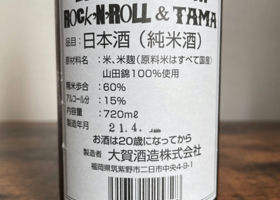 ROCK·N·ROLL & TAMA
品目：日本酒（純米酒）
原材料名：米、米麹（原料米はすべて国産）
山田錦100％使用
精米歩合：60％
アルコール分：15％
内容量：720ml
製造年月 21.4.
お酒は20歳になってから
製造者 大賀酒造株式会社
福岡県筑紫野市二日市中央4-9-1